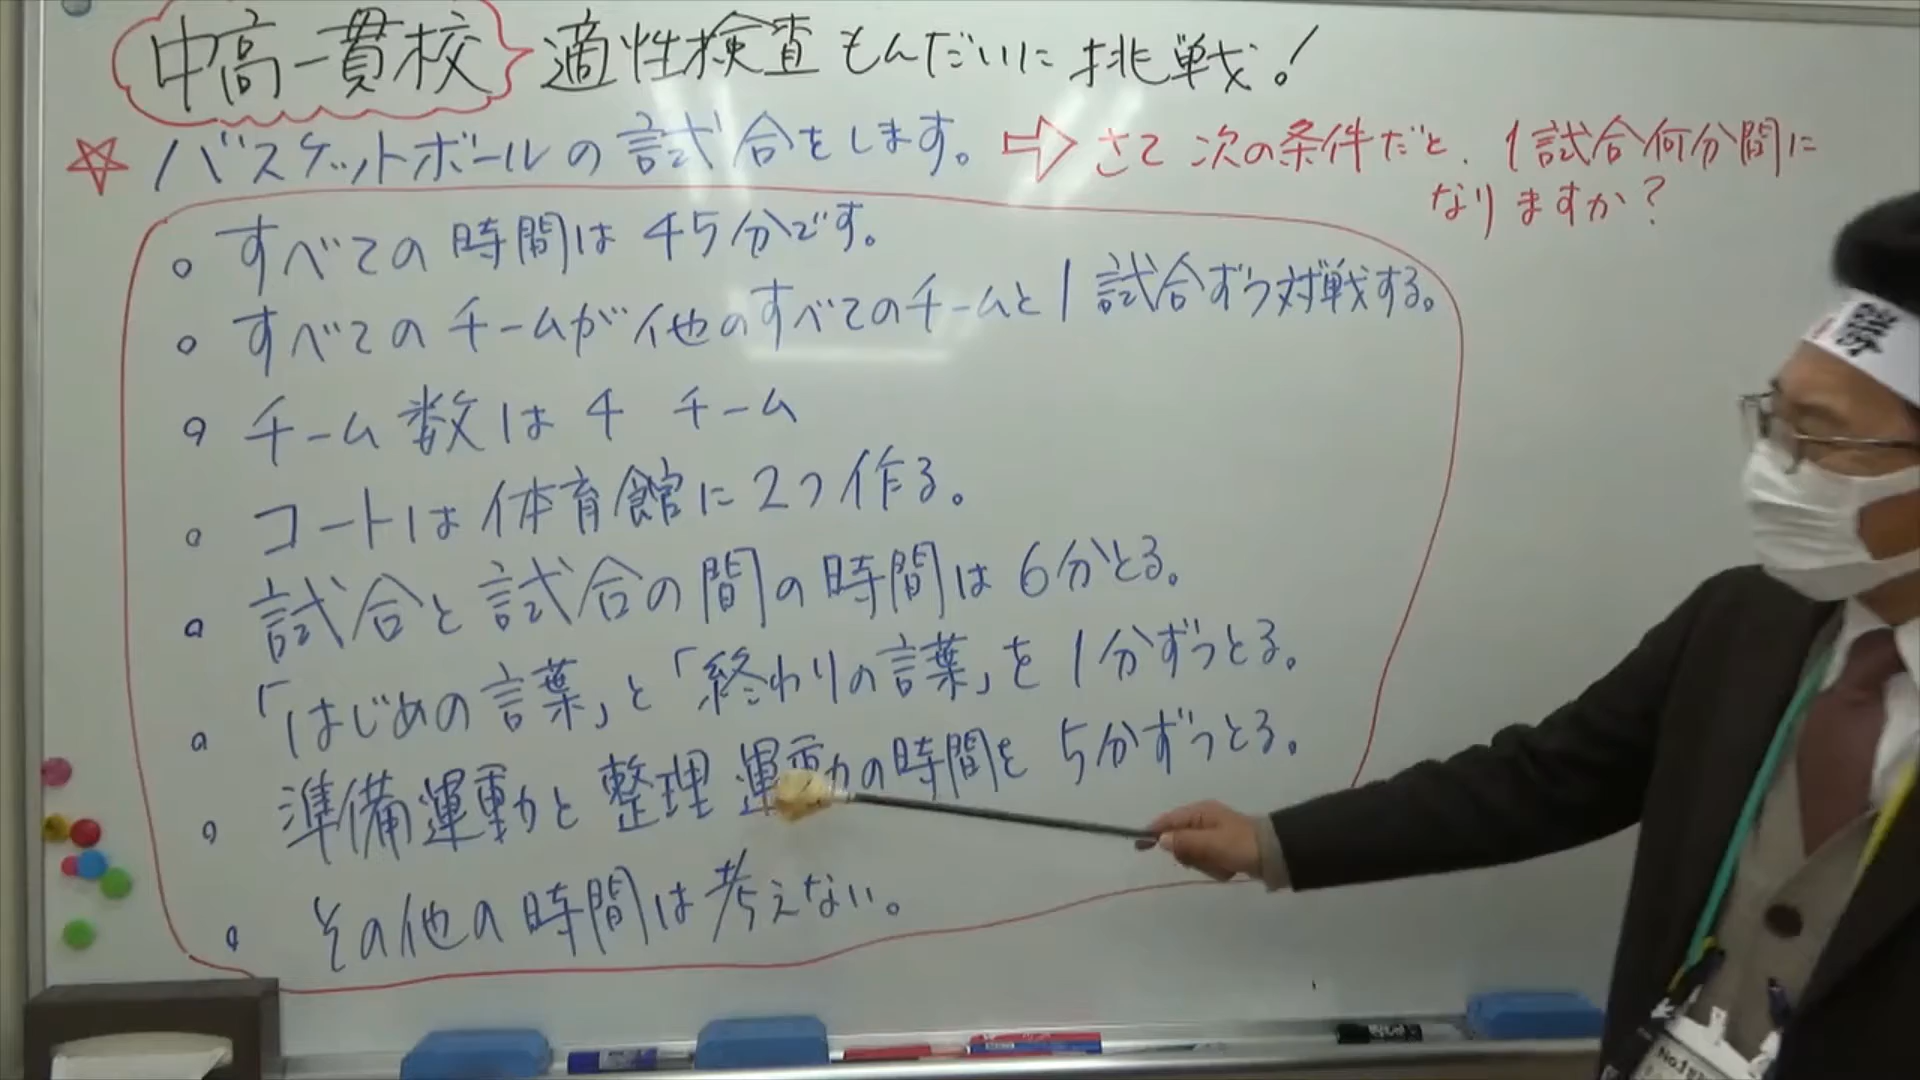 中高一貫校 適性検査もんだいに挑戦!
バスケットボールの試合をします。⇨ さて次の条件だと、1試合何分間に
なりますか?
。すべての時間は45分です。
。すべてのチームが他のすべてのチームと1試合ずつ対戦する。
。チーム数は4 チーム
。コートは体育館に2つ作る。
。試合と試合の間の時間は6分とる。
。「はじめの言葉」と「終わりの言葉」を1分ずつとる。
。準備運動と整理運動の時間を5分ずつとる。
。その他の時間は考えない。
勝
No.1